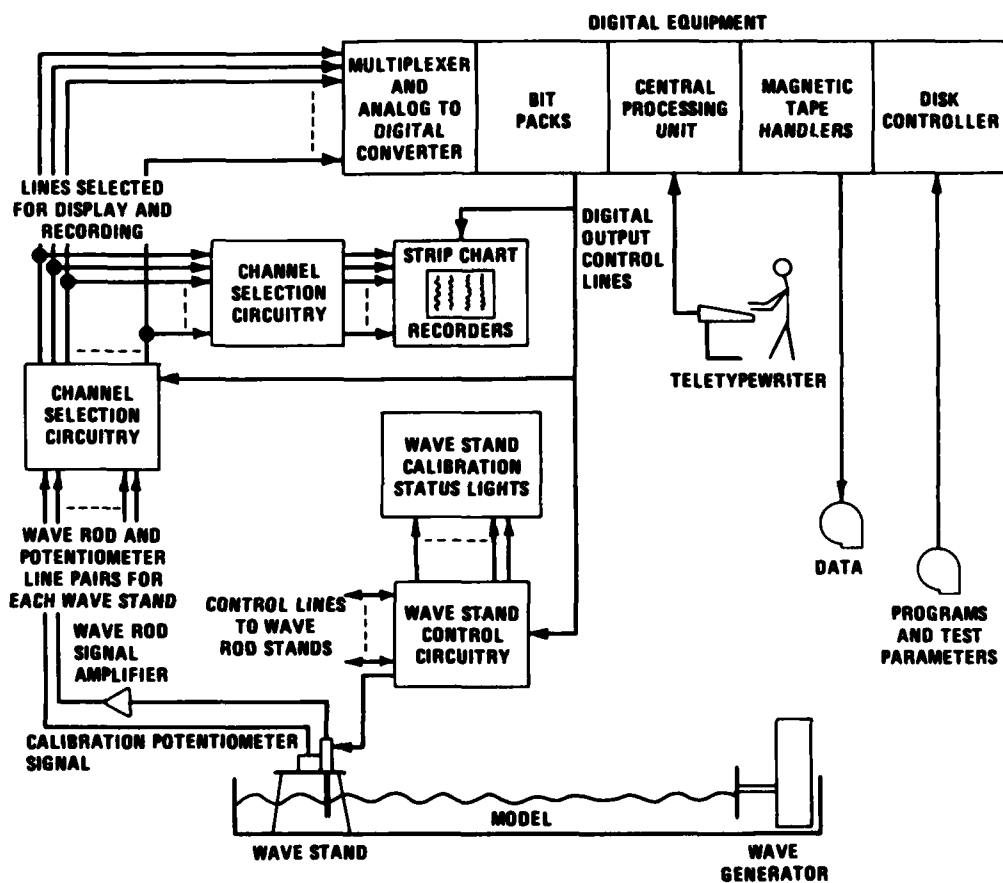 DIGITAL EQUIPMENT
MULTIPLEXER
AND
ANALOG TO
DIGITAL
CONVERTER
BIT
PACKS
CENTRAL
PROCESSING
UNIT
MAGNETIC
TAPE
HANDLERS
DISK
CONTROLLER
LINES SELECTED
FOR DISPLAY AND
RECORDING
CHANNEL
SELECTION
CIRCUITRY
STRIP CHART
RECORDERS
DIGITAL
OUTPUT
CONTROL
LINES
TELETYPEWRITER
CHANNEL
SELECTION
CIRCUITRY
WAVE STAND
CALIBRATION
STATUS LIGHTS
WAVE ROD AND
POTENTIOMETER
LINE PAIRS FOR
EACH WAVE STAND
CONTROL LINES
TO WAVE
ROD STANDS
WAVE STAND
CONTROL
CIRCUITRY
DATA
PROGRAMS
AND TEST
PARAMETERS
WAVE ROD
SIGNAL
AMPLIFIER
CALIBRATION POTENTIOMETER
SIGNAL
MODEL
WAVE STAND
WAVE
GENERATOR